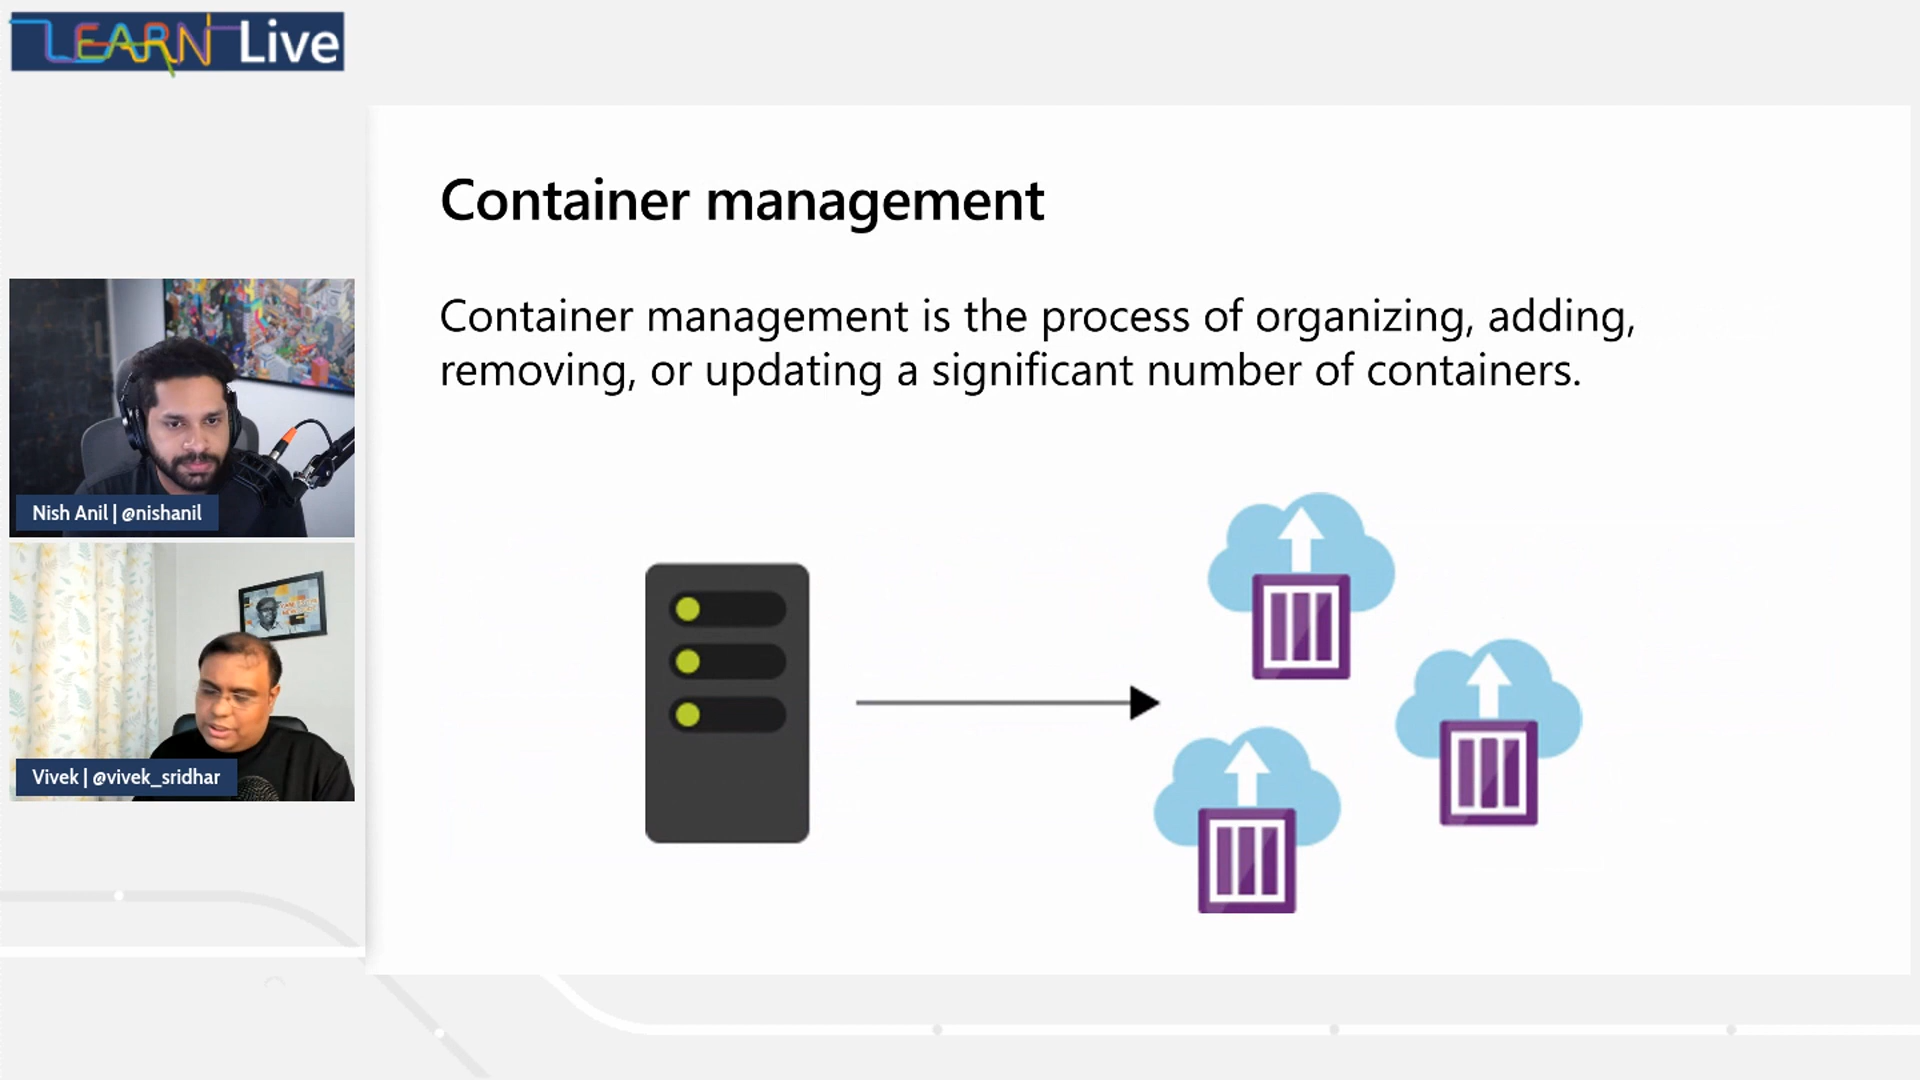 LEARN Live
Container management
Container management is the process of organizing, adding,
removing, or updating a significant number of containers.
Nish Anil | @nishanil
Vivek | @vivek_sridhar